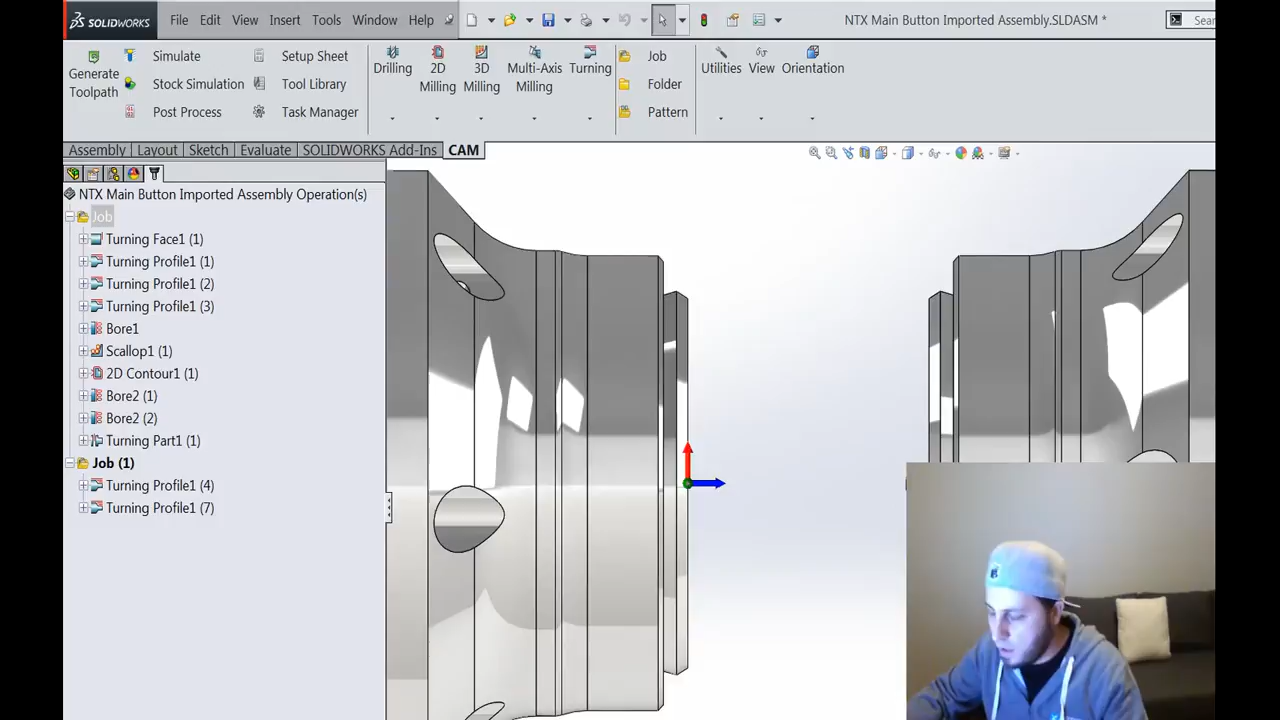 SOLIDWORKS File Edit View Insert Tools Window Help NTX Main Button Imported Assembly.SLDASM * Sear
Generate Toolpath
Simulate Setup Sheet
Stock Simulation Tool Library
Post Process Task Manager
Drilling 2D Milling 3D Milling Multi-Axis Milling Turning
Job
Folder
Pattern
Utilities View Orientation
Assembly Layout Sketch Evaluate SOLIDWORKS Add-Ins CAM
NTX Main Button Imported Assembly Operation(s)
Job
Turning Face1 (1)
Turning Profile1 (1)
Turning Profile1 (2)
Turning Profile1 (3)
Bore1
Scallop1 (1)
2D Contour1 (1)
Bore2 (1)
Bore2 (2)
Turning Part1 (1)
Job (1)
Turning Profile1 (4)
Turning Profile1 (7)